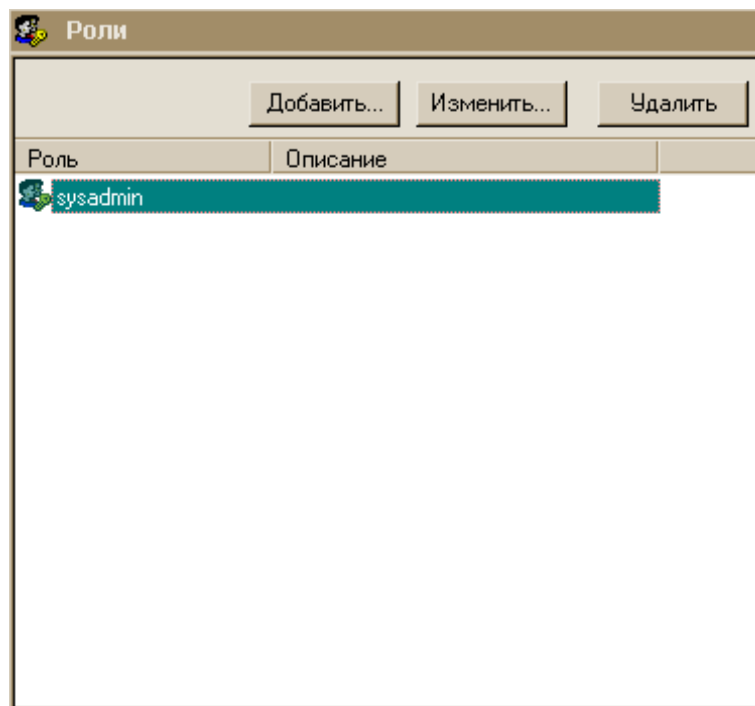 Роли
Добавить... Изменить... Удалить
Роль Описание
sysadmin